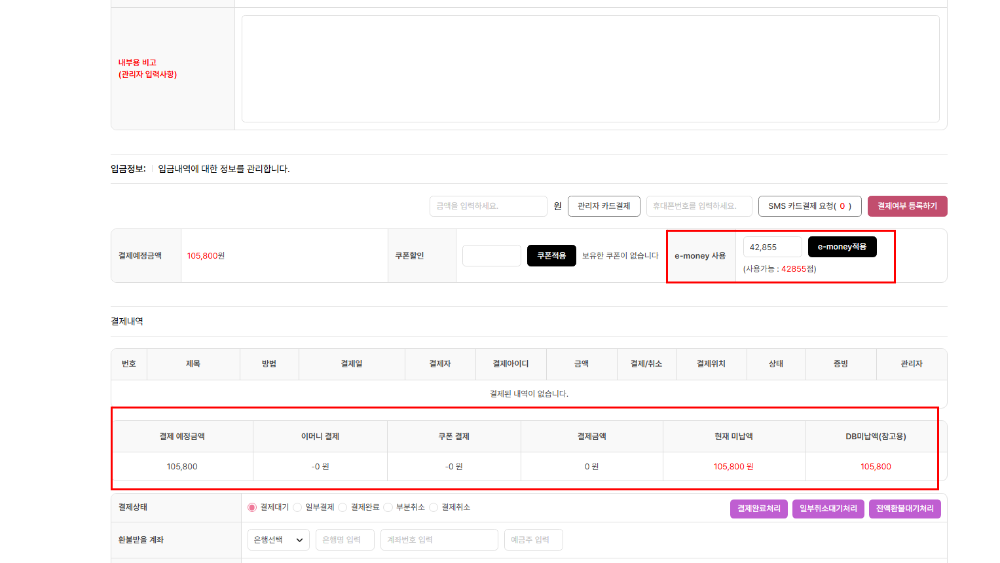 내부용 비고
(관리자 입력사항)
입금정보: 입금내역에 대한 정보를 관리합니다.
금액을 입력하세요. 원 관리자 카드결제 휴대폰번호를 입력하세요. SMS 카드결제 요청( 0 ) 결제여부 등록하기
결제예정금액 105,800원 쿠폰할인 쿠폰적용 보유한 쿠폰이 없습니다 e-money 사용 42,855 e-money적용
(사용가능 : 42855점)
결제내역
번호 제목 방법 결제일 결제자 결제아이디 금액 결제/취소 결제위치 상태 증빙 관리자
결제된 내역이 없습니다.
결제 예정금액 이머니 결제 쿠폰 결제 결제금액 현재 미납액 DB미납액(참고용)
105,800 -0 원 -0 원 0 원 105,800 원 105,800
결제상태 결제대기 일부결제 결제완료 부분취소 결제취소 결제완료처리 일부취소대기처리 전액환불대기처리
환불받을 계좌 은행선택 은행명 입력 계좌번호 입력 예금주 입력